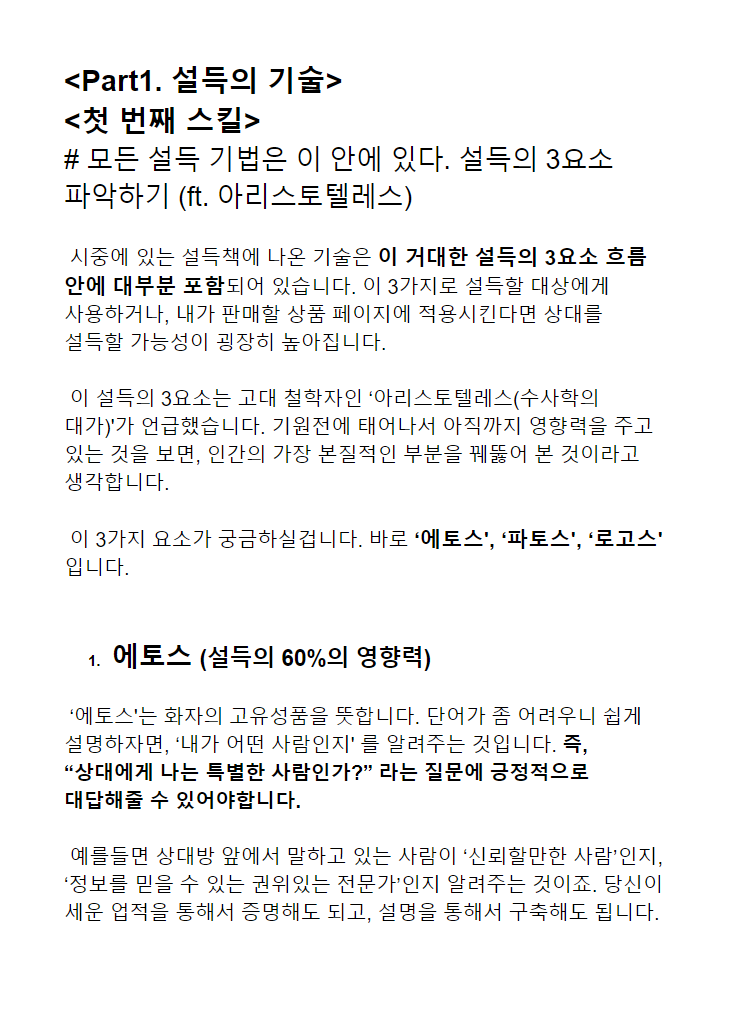 <Part1. 설득의 기술>
<첫 번째 스킬>
# 모든 설득 기법은 이 안에 있다. 설득의 3요소
파악하기 (ft. 아리스토텔레스)
시중에 있는 설득책에 나온 기술은 이 거대한 설득의 3요소 흐름
안에 대부분 포함되어 있습니다. 이 3가지로 설득할 대상에게
사용하거나, 내가 판매할 상품 페이지에 적용시킨다면 상대를
설득할 가능성이 굉장히 높아집니다.
이 설득의 3요소는 고대 철학자인 ‘아리스토텔레스(수사학의
대가)'가 언급했습니다. 기원전에 태어나서 아직까지 영향력을 주고
있는 것을 보면, 인간의 가장 본질적인 부분을 꿰뚫어 본 것이라고
생각합니다.
이 3가지 요소가 궁금하실겁니다. 바로 ‘에토스', ‘파토스', ‘로고스'
입니다.
1. 에토스 (설득의 60%의 영향력)
‘에토스'는 화자의 고유성품을 뜻합니다. 단어가 좀 어려우니 쉽게
설명하자면, ‘내가 어떤 사람인지' 를 알려주는 것입니다. 즉,
“상대에게 나는 특별한 사람인가?” 라는 질문에 긍정적으로
대답해줄 수 있어야합니다.
예를들면 상대방 앞에서 말하고 있는 사람이 ‘신뢰할만한 사람’인지,
‘정보를 믿을 수 있는 권위있는 전문가’인지 알려주는 것이죠. 당신이
세운 업적을 통해서 증명해도 되고, 설명을 통해서 구축해도 됩니다.